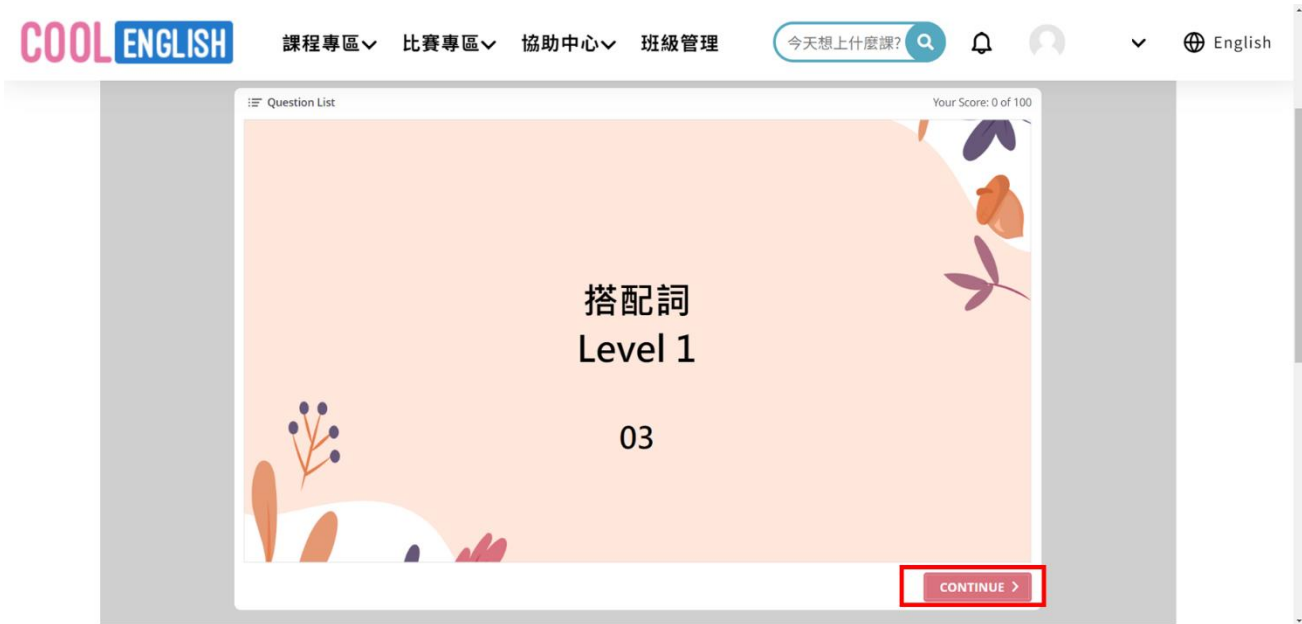 COOL ENGLISH 課程專區 比賽專區 協助中心 班級管理 今天想上什麼課? English
Question List Your Score: 0 of 100
搭配詞
Level 1
03
CONTINUE